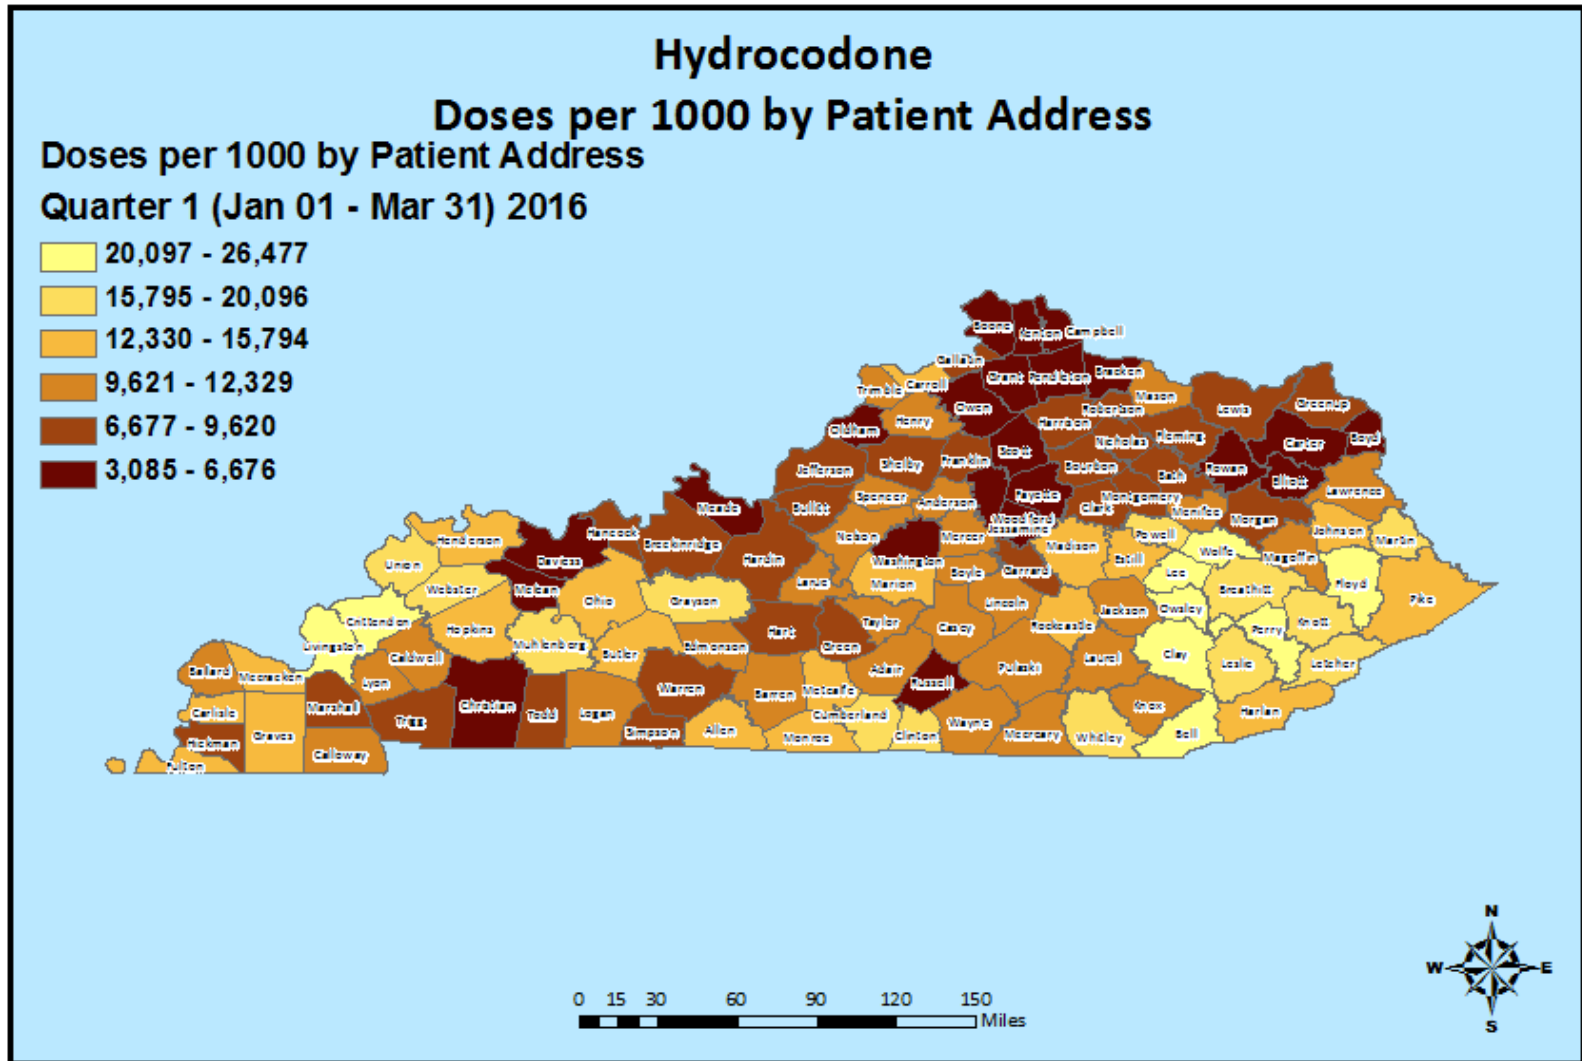 Hydrocodone
Doses per 1000 by Patient Address
Doses per 1000 by Patient Address
Quarter 1 (Jan 01 - Mar 31) 2016
20,097 - 26,477
15,795 - 20,096
12,330 - 15,794
9,621 - 12,329
6,677 - 9,620
3,085 - 6,676
Boone
Kenton
Campbell
Gallatin
Grant
Pendleton
Bracken
Trimble
Carroll
Owen
Mason
Lewis
Greenup
Robertson
Henry
Harrison
Oldham
Nicholas
Fleming
Carter
Boyd
Scott
Jefferson
Shelby
Franklin
Bourbon
Bath
Rowan
Elliott
Meade
Bullitt
Spencer
Anderson
Fayette
Woodford
Jessamine
Clark
Montgomery
Menifee
Morgan
Lawrence
Henderson
Hancock
Daviess
Breckinridge
Hardin
Nelson
Mercer
Washington
Madison
Estill
Powell
Wolfe
Magoffin
Johnson
Martin
Union
Webster
McLean
Ohio
Grayson
Larue
Marion
Boyle
Garrard
Lee
Breathitt
Floyd
Pike
Crittenden
Hopkins
Muhlenberg
Butler
Edmonson
Hart
Green
Taylor
Casey
Lincoln
Rockcastle
Jackson
Owsley
Perry
Knott
Livingston
Caldwell
Lyon
Clay
Leslie
Letcher
Ballard
McCracken
Marshall
Trigg
Christian
Todd
Logan
Warren
Barren
Metcalfe
Adair
Russell
Pulaski
Laurel
Knox
Harlan
Carlisle
Hickman
Graves
Calloway
Fulton
Simpson
Allen
Monroe
Cumberland
Clinton
Wayne
McCreary
Whitley
Bell
N
W
E
S
0 15 30 60 90 120 150
Miles